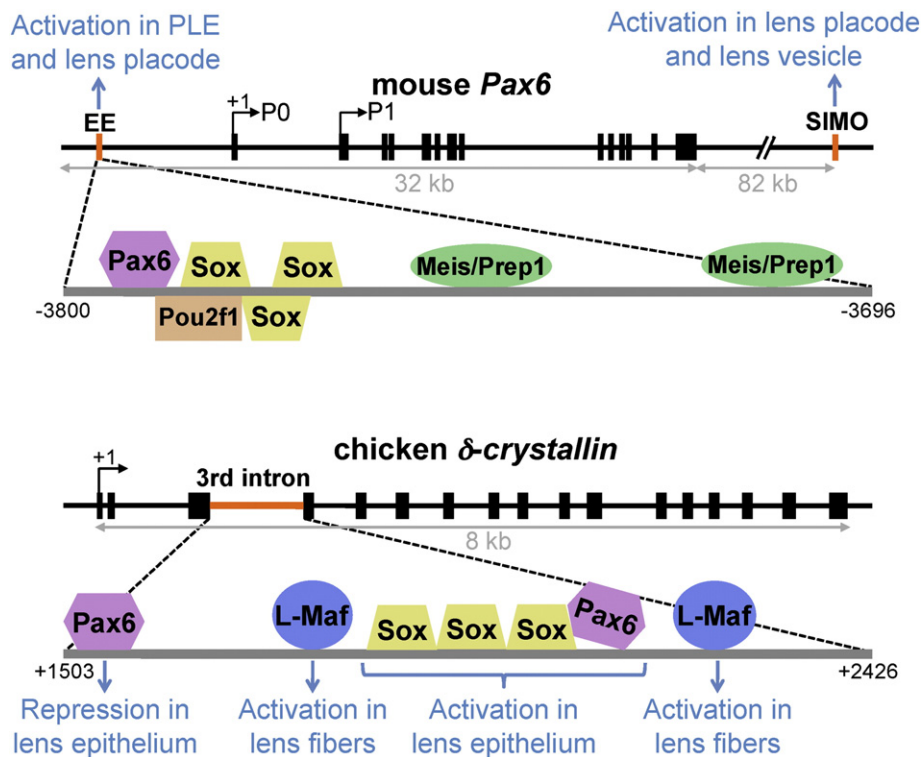 Activation in PLE
and lens placode
Activation in lens placode
and lens vesicle
mouse Pax6
EE
+1
P0
P1
SIMO
32 kb
82 kb
Pax6
Sox
Sox
Meis/Prep1
Meis/Prep1
Pou2f1
Sox
-3800
-3696
chicken δ-crystallin
+1
3rd intron
8 kb
Pax6
L-Maf
Sox
Sox
Sox
Pax6
L-Maf
+1503
+2426
Repression in
lens epithelium
Activation in
lens fibers
Activation in
lens epithelium
Activation in
lens fibers